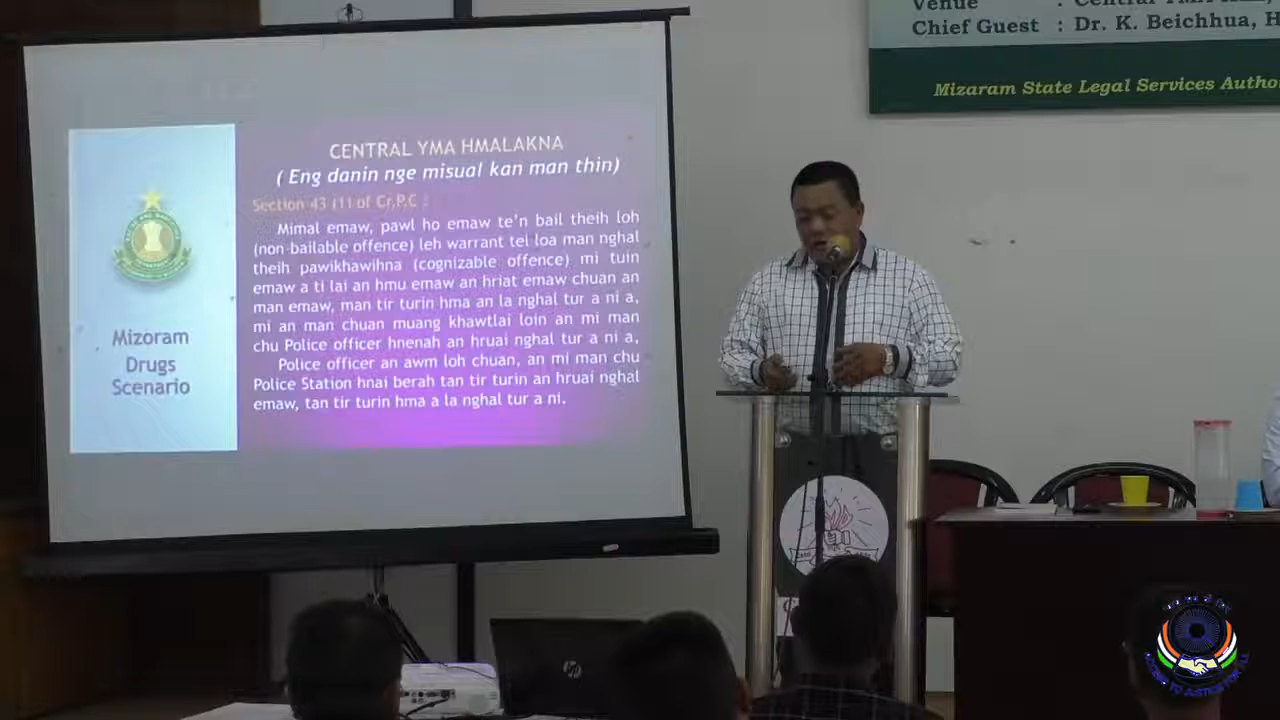 Venue : Central YMA
Chief Guest : Dr. K. Beichhua, H
Mizaram State Legal Services Autho
CENTRAL YMA HMALAKNA
( Eng danin nge misual kan man thin)
Section 43 (1) of Cr.P.C :
Mimal emaw, pawl ho emaw te'n bail theih loh
(non-bailable offence) leh warrant tel loa man nghal
theih pawikhawihna (cognizable offence) mi tuin
emaw a ti lai an hmu emaw an hriat emaw chuan an
man emaw, man tir turin hma an la nghal tur a ni a,
mi an man chuan muang khawtlai loin an mi man
chu Police officer hnenah an hruai nghal tur a ni a,
Police officer an awm loh chuan, an mi man chu
Police Station hnai berah tan tir turin an hruai nghal
emaw, tan tir turin hma a la nghal tur a ni.
Mizoram
Drugs
Scenario
hp